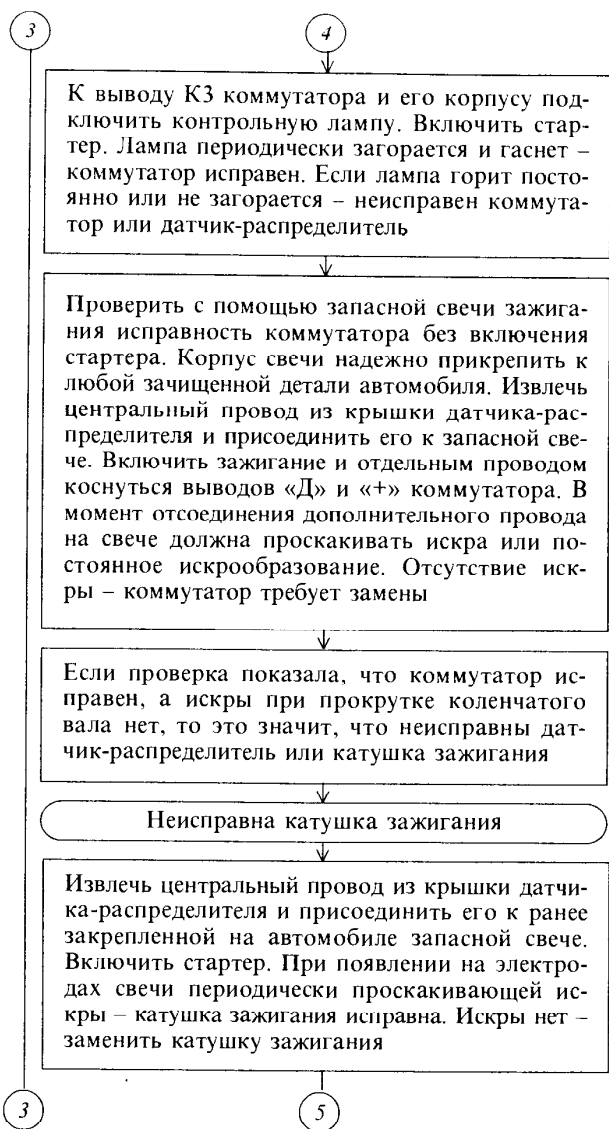 3 4
К выводу КЗ коммутатора и его корпусу под-
ключить контрольную лампу. Включить стар-
тер. Лампа периодически загорается и гаснет –
коммутатор исправен. Если лампа горит посто-
янно или не загорается – неисправен коммута-
тор или датчик-распределитель
Проверить с помощью запасной свечи зажига-
ния исправность коммутатора без включения
стартера. Корпус свечи надежно прикрепить к
любой зачищенной детали автомобиля. Извлечь
центральный провод из крышки датчика-рас-
пределителя и присоединить его к запасной све-
че. Включить зажигание и отдельным проводом
коснуться выводов «Д» и «+» коммутатора. В
момент отсоединения дополнительного провода
на свече должна проскакивать искра или по-
стоянное искрообразование. Отсутствие иск-
ры – коммутатор требует замены
Если проверка показала, что коммутатор ис-
правен, а искры при прокрутке коленчатого
вала нет, то это значит, что неисправны дат-
чик-распределитель или катушка зажигания
Неисправна катушка зажигания
Извлечь центральный провод из крышки датчи-
ка-распределителя и присоединить его к ранее
закрепленной на автомобиле запасной свече.
Включить стартер. При появлении на электро-
дах свечи периодически проскакивающей ис-
кры – катушка зажигания исправна. Искры нет –
заменить катушку зажигания
3 5